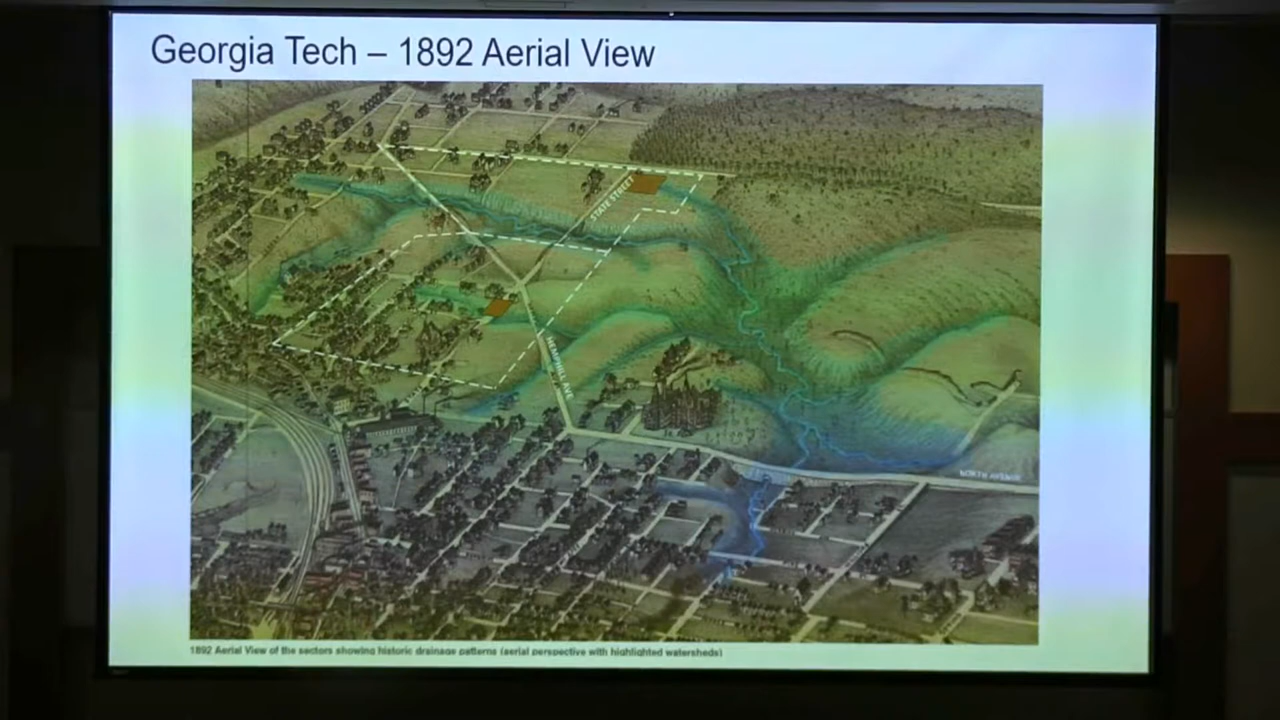 Georgia Tech – 1892 Aerial View
STATE STREET
HEMPHILL AVE
NORTH AVENUE
1892 Aerial View of the sectors showing historic drainage patterns (aerial perspective with highlighted watersheds)